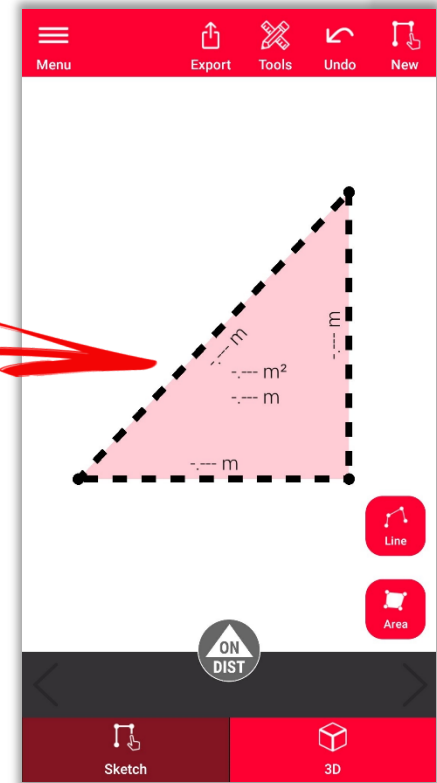 Menu
Export
Tools
Undo
New
-.--- m
-.--- m
-.--- m²
-.--- m
-.--- m
Line
Area
ON
DIST
Sketch
3D